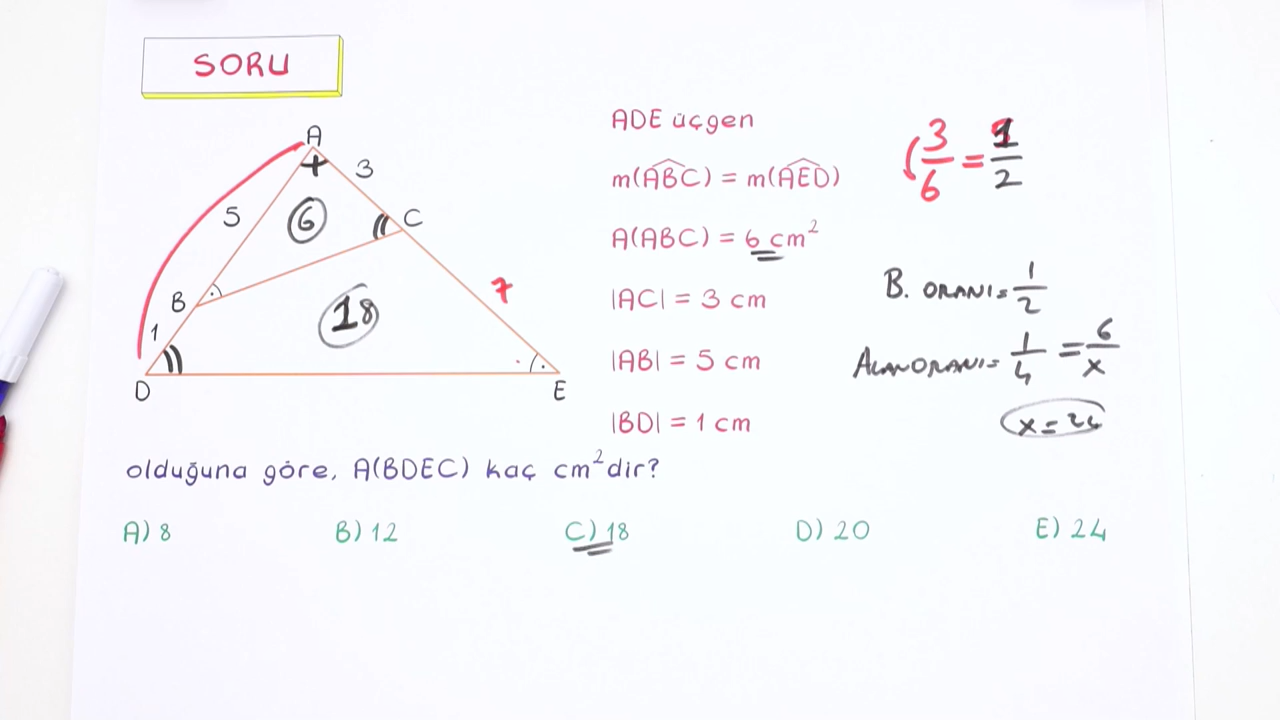 SORU
A
3
5
6
C
B
7
1
18
D
E
ADE üçgen
m(ABC) = m(AED)
A(ABC) = 6 cm²
|AC| = 3 cm
|AB| = 5 cm
|BD| = 1 cm
3/6 = 1/2
B. ORANI = 1/2
ALAN ORANI = 1/4 = 6/x
x = 24
olduğuna göre, A(BDEC) kaç cm²dir?
A) 8 B) 12 C) 18 D) 20 E) 24